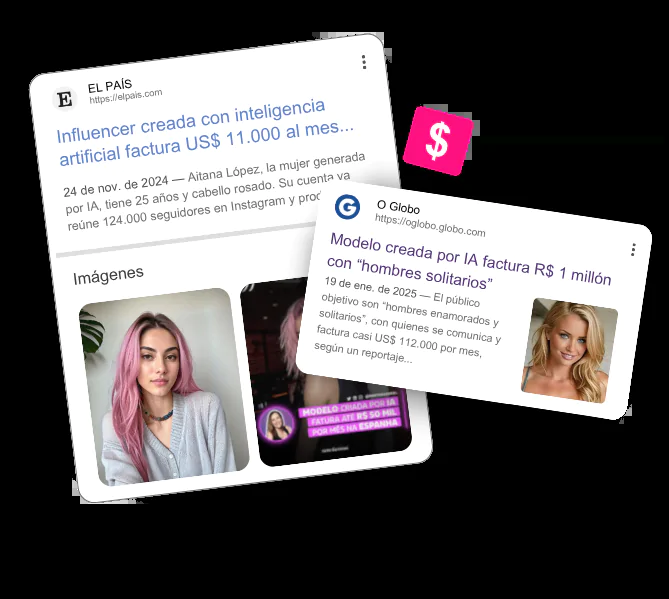 E
EL PAÍS
https://elpais.com
Influencer creada con inteligencia
artificial factura US$ 11.000 al mes...
24 de nov. de 2024 — Aitana López, la mujer generada
por IA, tiene 25 años y cabello rosado. Su cuenta ya
reúne 124.000 seguidores en Instagram y
Imágenes
MODELO CRIADA POR IA
FATURA ATÉ R$ 50 MIL
POR MÊS NA ESPANHA
$
G
O Globo
https://oglobo.globo.com
Modelo creada por IA factura R$ 1 millón
con “hombres solitarios”
19 de ene. de 2025 — El público
objetivo son “hombres enamorados y
solitarios”, con quienes se comunica y
factura casi US$ 112.000 por mes,
según un reportaje...